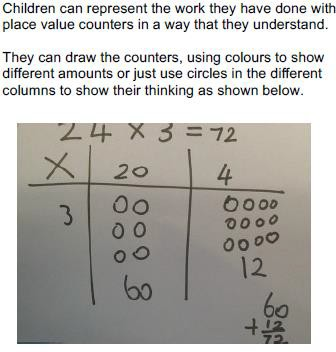 Children can represent the work they have done with
place value counters in a way that they understand.
They can draw the counters, using colours to show
different amounts or just use circles in the different
columns to show their thinking as shown below.
24 X 3 = 72
X 20 4
3
60 12
60
+12
72